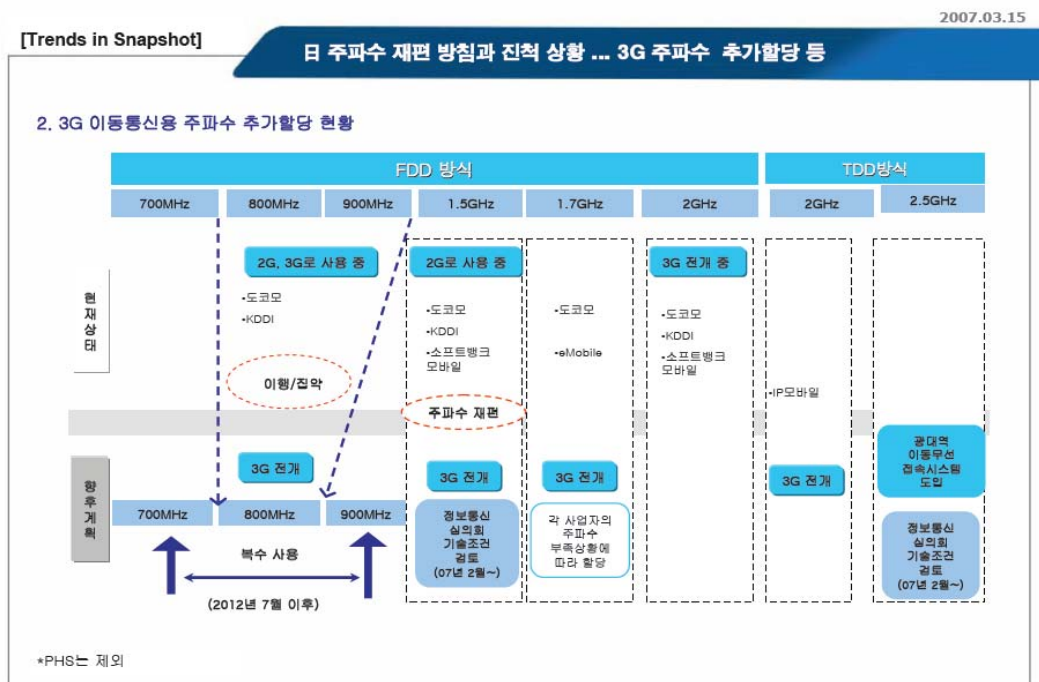 2007.03.15
[Trends in Snapshot]
日 주파수 재편 방침과 진척 상황 ... 3G 주파수 추가할당 등
2. 3G 이동통신용 주파수 추가할당 현황
FDD 방식
TDD방식
700MHz
800MHz
900MHz
1.5GHz
1.7GHz
2GHz
2GHz
2.5GHz
현
재
상
태
2G, 3G로 사용 중
•도코모
•KDDI
이행/집약
2G로 사용 중
•도코모
•KDDI
•소프트뱅크
모바일
주파수 재편
•도코모
•eMobile
3G 전개 중
•도코모
•KDDI
•소프트뱅크
모바일
•IP모바일
향
후
계
획
3G 전개
700MHz
800MHz
900MHz
복수 사용
(2012년 7월 이후)
3G 전개
정보통신
심의회
기술조건
검토
(07년 2월~)
3G 전개
각 사업자의
주파수
부족상황에
따라 할당
3G 전개
광대역
이동무선
접속시스템
도입
정보통신
심의회
기술조건
검토
(07년 2월~)
*PHS는 제외